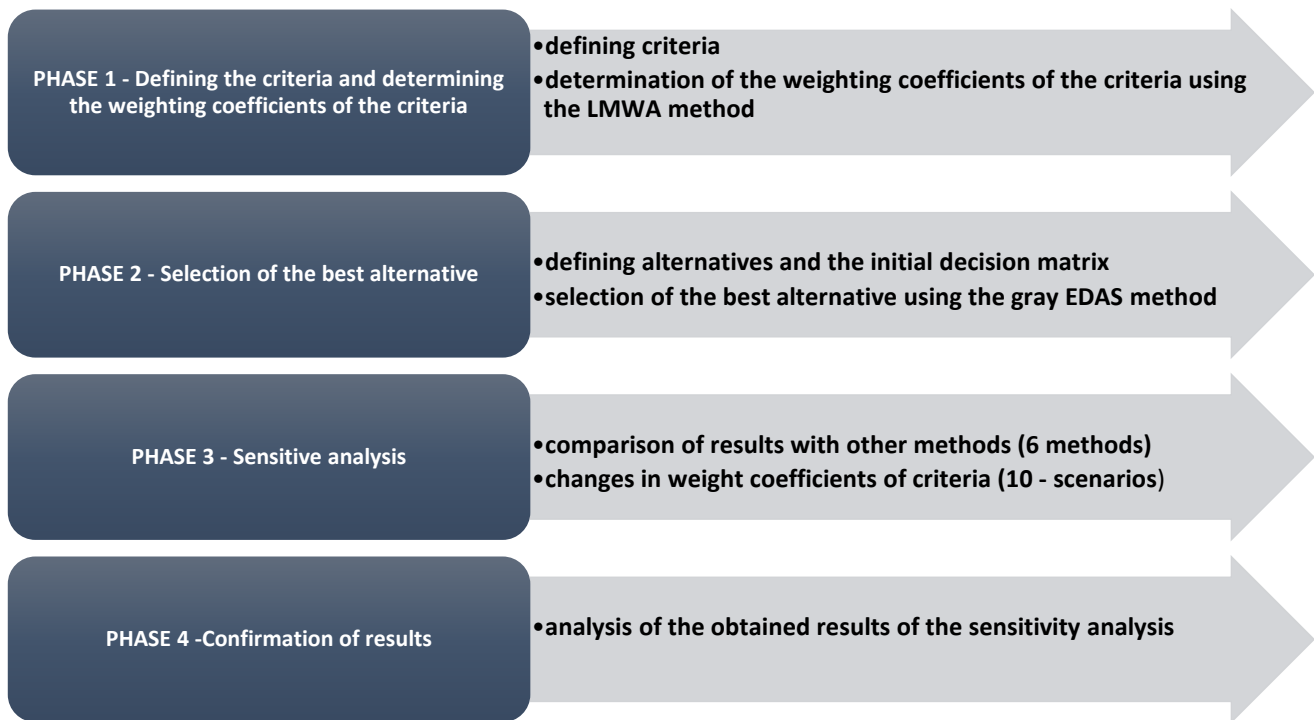 PHASE 1 - Defining the criteria and determining
the weighting coefficients of the criteria
•defining criteria
•determination of the weighting coefficients of the criteria using
the LMWA method
PHASE 2 - Selection of the best alternative
•defining alternatives and the initial decision matrix
•selection of the best alternative using the gray EDAS method
PHASE 3 - Sensitive analysis
•comparison of results with other methods (6 methods)
•changes in weight coefficients of criteria (10 - scenarios)
PHASE 4 -Confirmation of results
•analysis of the obtained results of the sensitivity analysis